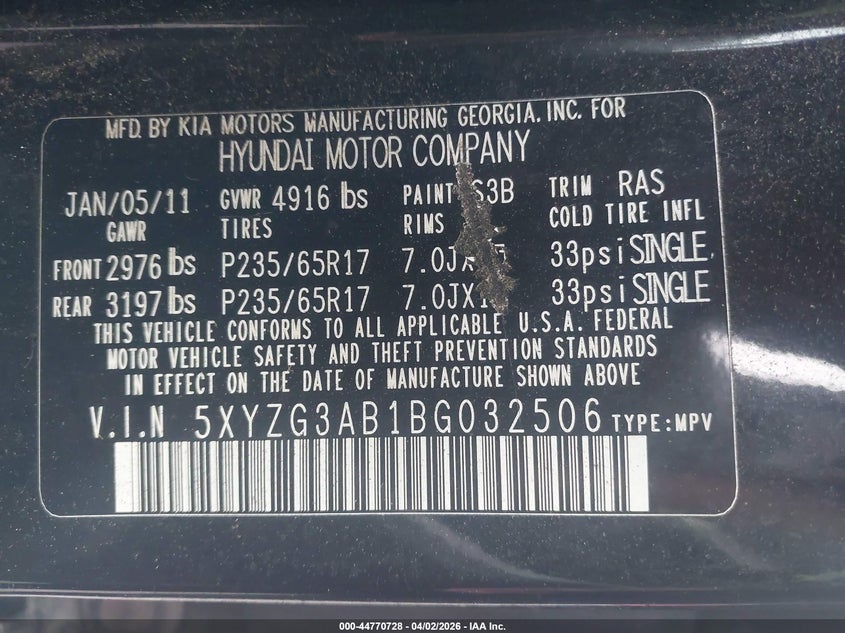 MFD. BY KIA MOTORS MANUFACTURING GEORGIA, INC. FOR
HYUNDAI MOTOR COMPANY
JAN/05/11 GVWR 4916 lbs PAINT TRIM RAS
GAWR TIRES RIMS COLD TIRE INFL
FRONT 2976 lbs P235/65R17 33psi SINGLE
REAR 3197 lbs P235/65R17 33psi SINGLE
THIS VEHICLE CONFORMS TO ALL APPLICABLE U.S.A. FEDERAL
MOTOR VEHICLE SAFETY AND THEFT PREVENTION STANDARDS
IN EFFECT ON THE DATE OF MANUFACTURE SHOWN ABOVE
V.I.N 5XYZG3AB1BG032506 TYPE:MPV
000-44770728 - 04/02/2026 - IAA Inc.